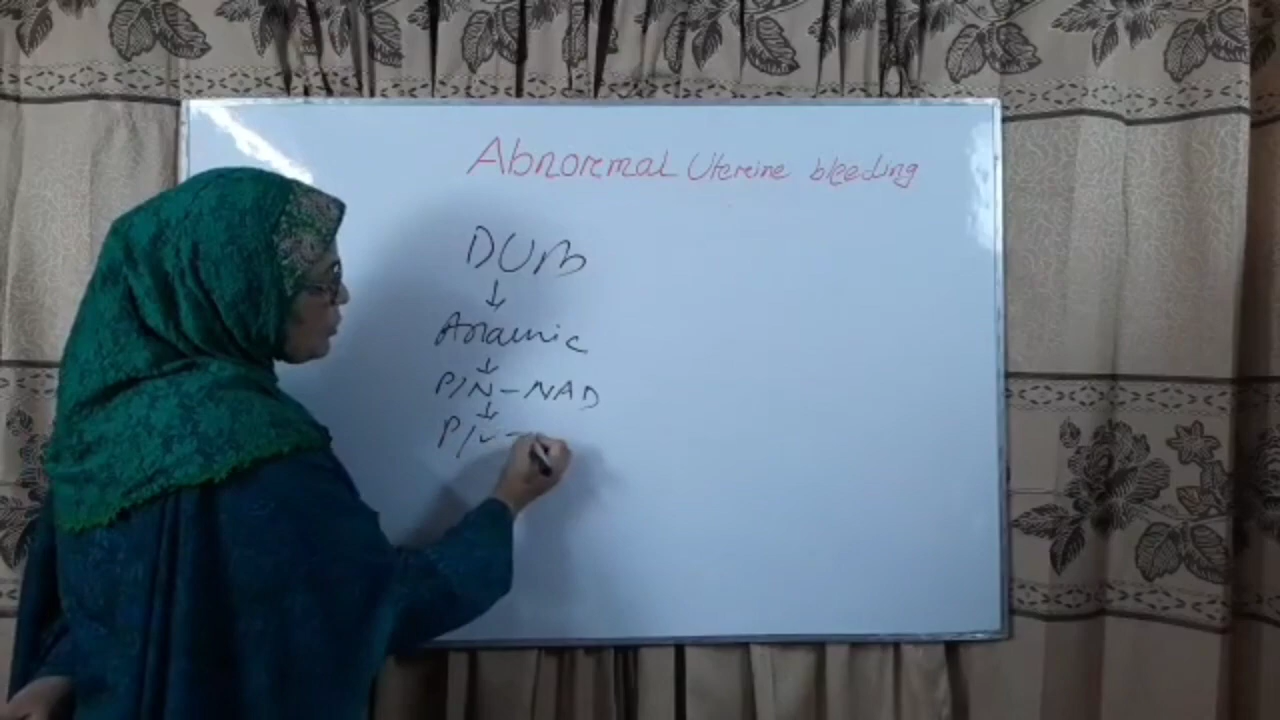 Abnormal Uterine bleeding
DUB
↓
Anaemic
↓
P/A - NAD
↓
P/V -